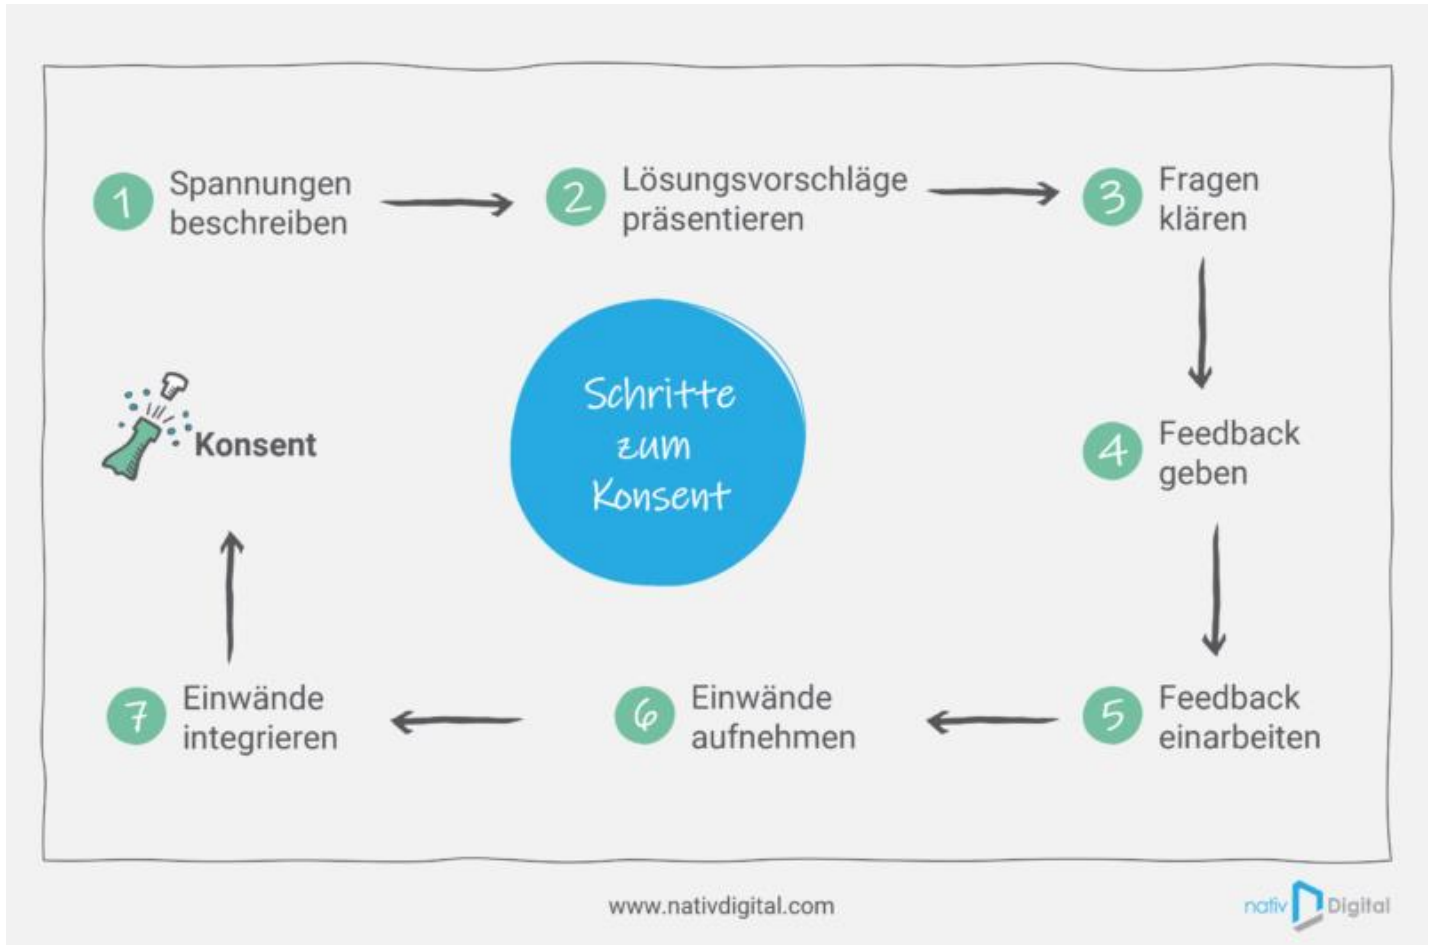 1 Spannungen
beschreiben
2 Lösungsvorschläge
präsentieren
3 Fragen
klären
4 Feedback
geben
5 Feedback
einarbeiten
6 Einwände
aufnehmen
7 Einwände
integrieren
Konsent
Schritte
zum
Konsent
www.nativdigital.com
nativ Digital